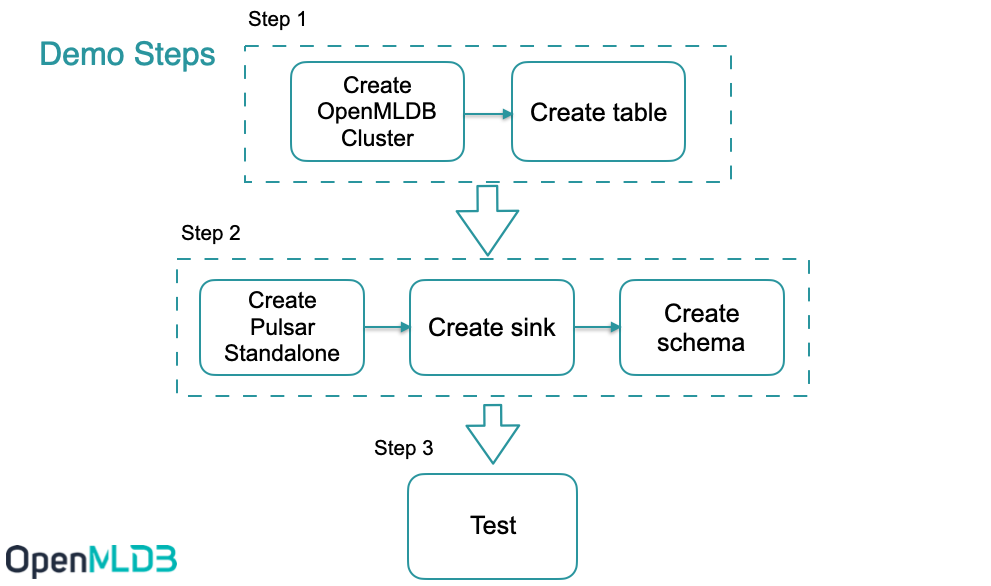 Step 1
Demo Steps
Create
OpenMLDB
Cluster
Create table
Step 2
Create
Pulsar
Standalone
Create sink
Create
schema
Step 3
Test
OpenMLDB